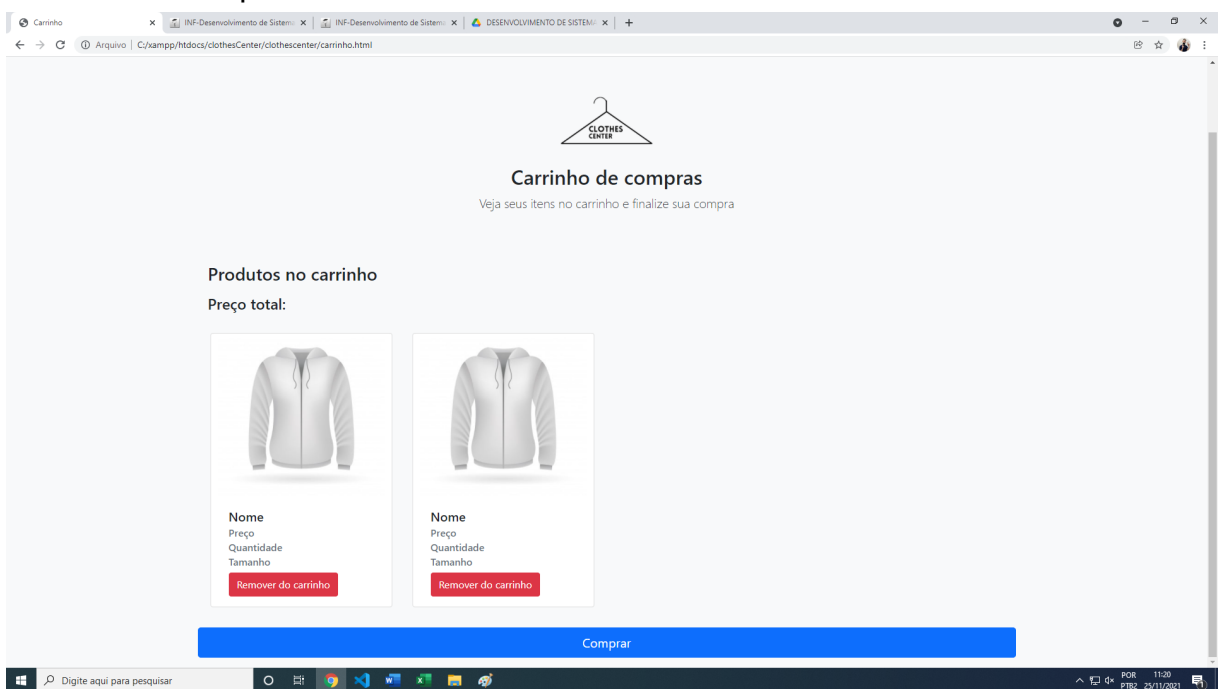 Carrinho
INF-Desenvolvimento de Sistem
INF-Desenvolvimento de Sistem
DESENVOLVIMENTO DE SISTEMA
Arquivo | C:/xampp/htdocs/clothesCenter/clothescenter/carrinho.html
CLOTHES
CENTER
Carrinho de compras
Veja seus itens no carrinho e finalize sua compra
Produtos no carrinho
Preço total:
Nome
Preço
Quantidade
Tamanho
Remover do carrinho
Nome
Preço
Quantidade
Tamanho
Remover do carrinho
Comprar
Digite aqui para pesquisar
POR
PTB2
11:20
25/11/2021